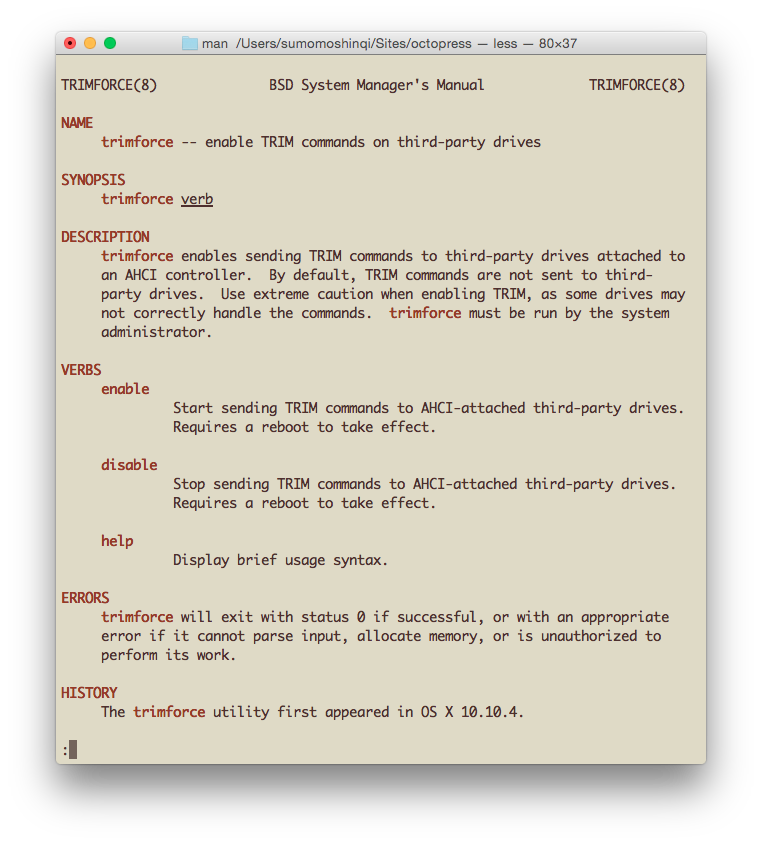 man /Users/sumomoshinqi/Sites/octopress — less — 80×37
TRIMFORCE(8) BSD System Manager's Manual TRIMFORCE(8)
NAME
trimforce -- enable TRIM commands on third-party drives
SYNOPSIS
trimforce verb
DESCRIPTION
trimforce enables sending TRIM commands to third-party drives attached to
an AHCI controller. By default, TRIM commands are not sent to third-
party drives. Use extreme caution when enabling TRIM, as some drives may
not correctly handle the commands. trimforce must be run by the system
administrator.
VERBS
enable
Start sending TRIM commands to AHCI-attached third-party drives.
Requires a reboot to take effect.
disable
Stop sending TRIM commands to AHCI-attached third-party drives.
Requires a reboot to take effect.
help
Display brief usage syntax.
ERRORS
trimforce will exit with status 0 if successful, or with an appropriate
error if it cannot parse input, allocate memory, or is unauthorized to
perform its work.
HISTORY
The trimforce utility first appeared in OS X 10.10.4.
: